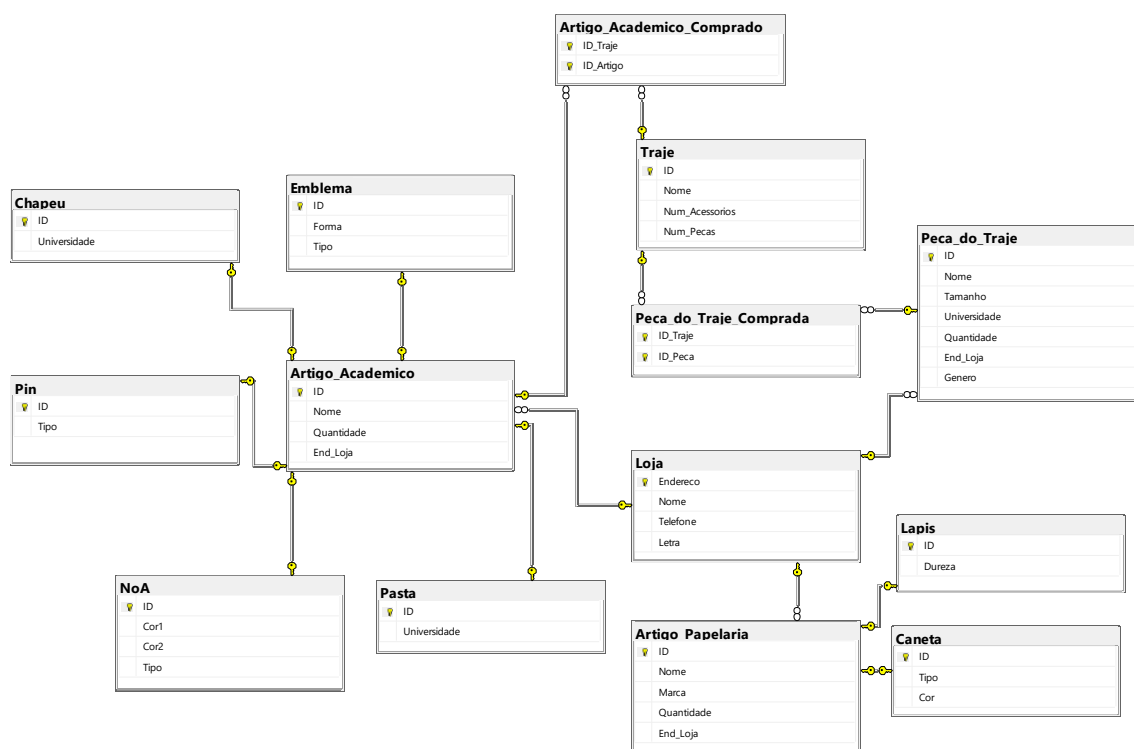 Artigo_Academico_Comprado
ID_Traje
ID_Artigo
Traje
ID
Nome
Num_Acessorios
Num_Pecas
Chapeu
ID
Universidade
Emblema
ID
Forma
Tipo
Peca_do_Traje
ID
Nome
Tamanho
Universidade
Quantidade
End_Loja
Genero
Peca_do_Traje_Comprada
ID_Traje
ID_Peca
Pin
ID
Tipo
Artigo_Academico
ID
Nome
Quantidade
End_Loja
Loja
Endereco
Nome
Telefone
Letra
Lapis
ID
Dureza
NoA
ID
Cor1
Cor2
Tipo
Pasta
ID
Universidade
Artigo_Papelaria
ID
Nome
Marca
Quantidade
End_Loja
Caneta
ID
Tipo
Cor